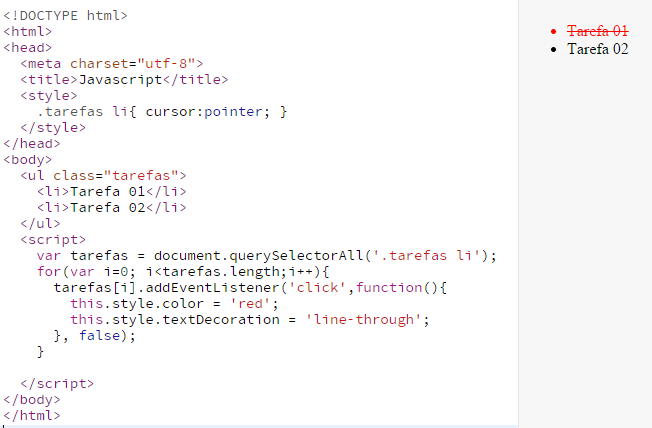 <!DOCTYPE html>
<html>
<head>
  <meta charset="utf-8">
  <title>Javascript</title>
  <style>
    .tarefas li{ cursor:pointer; }
  </style>
</head>
<body>
  <ul class="tarefas">
    <li>Tarefa 01</li>
    <li>Tarefa 02</li>
  </ul>
  <script>
    var tarefas = document.querySelectorAll('.tarefas li');
    for(var i=0; i<tarefas.length;i++){
      tarefas[i].addEventListener('click',function(){
        this.style.color = 'red';
        this.style.textDecoration = 'line-through';
      }, false);
    }

  </script>
</body>
</html>
Tarefa 01
Tarefa 02